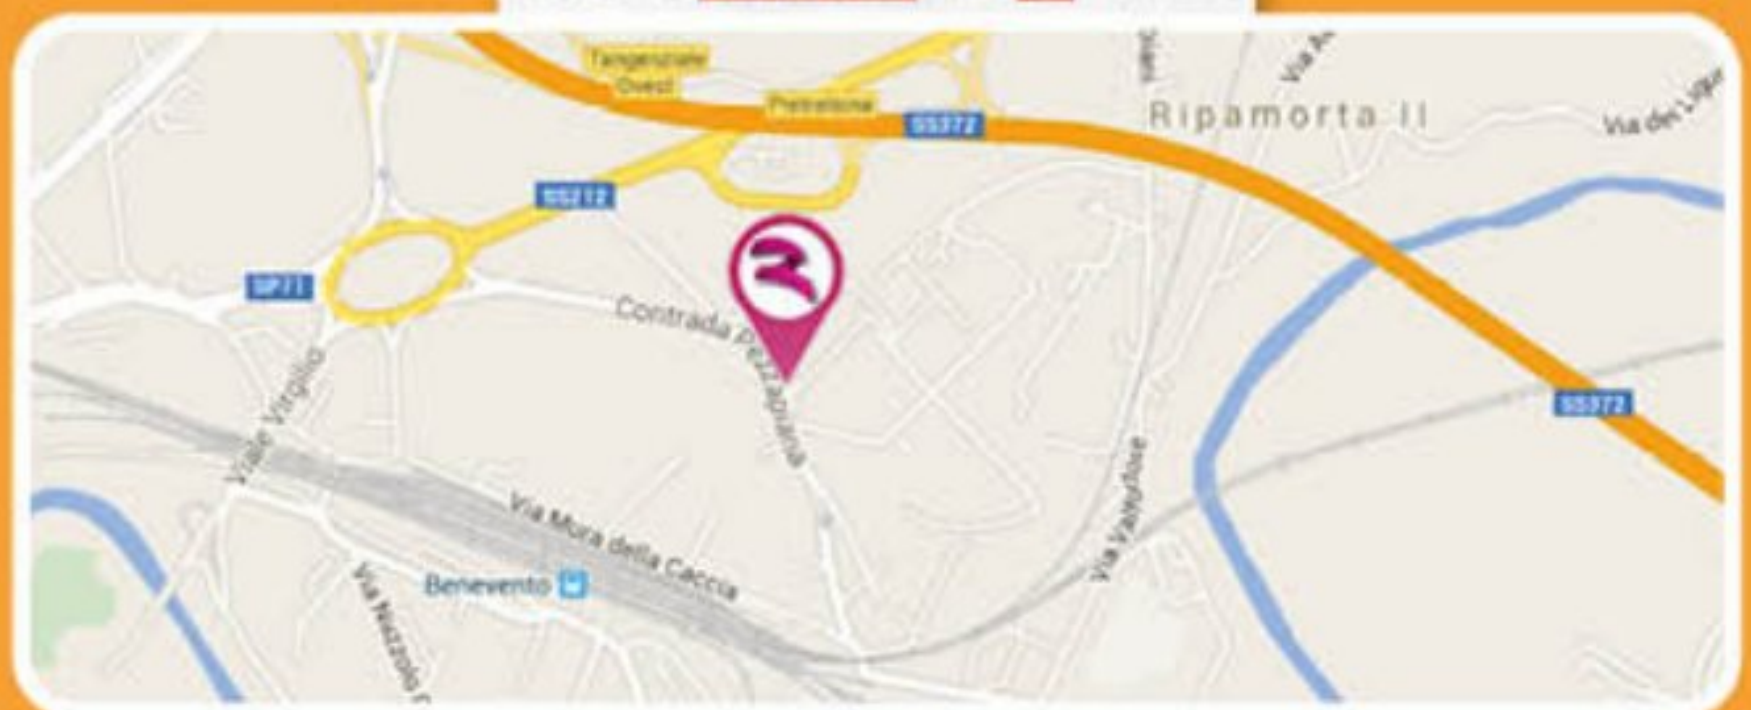 Tangenziale
Ovest
Pietrelcina
SS372
Ripamorta II
Via dei Liguri
SS212
SP71
Contrada Pezzapiana
Viale Virgilio
SS372
Via Mura della Caccia
Via Valfortore
Benevento